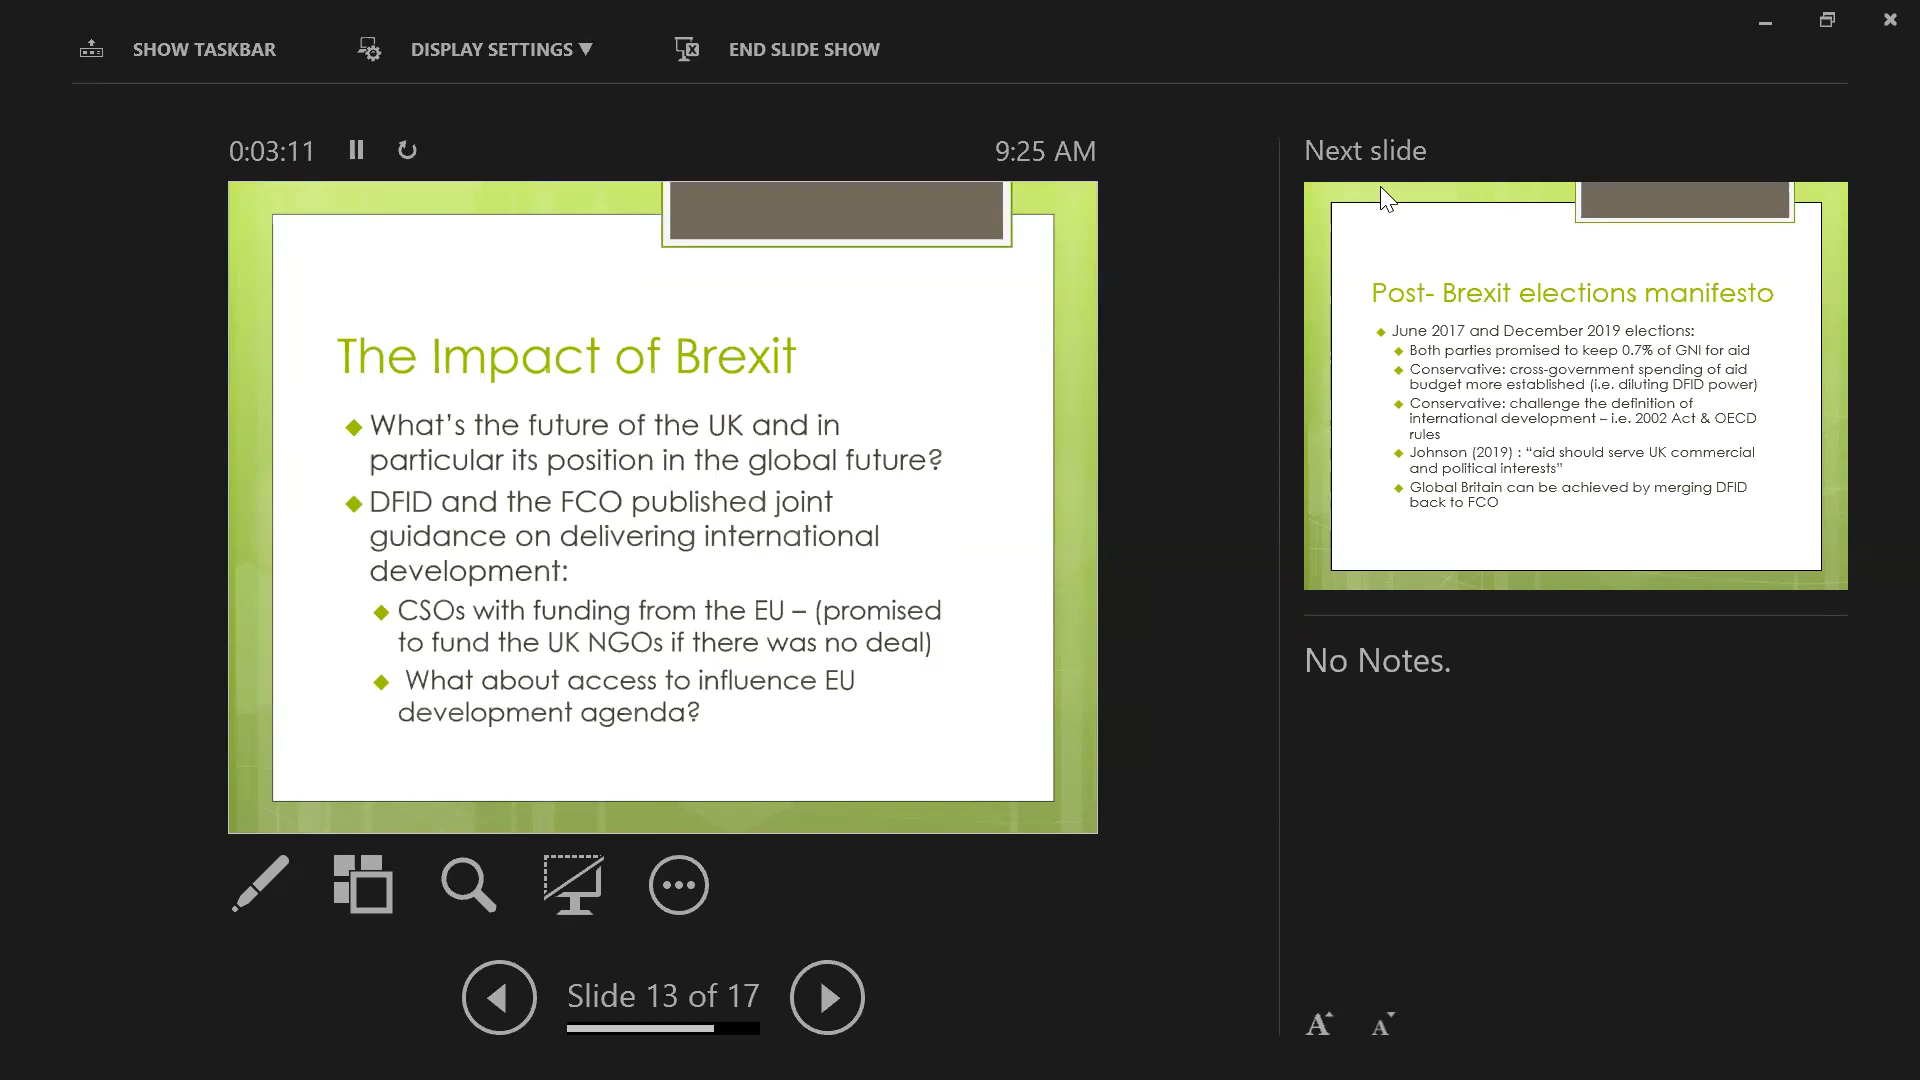 SHOW TASKBAR
DISPLAY SETTINGS ▼
END SLIDE SHOW
0:03:11
9:25 AM
The Impact of Brexit
What’s the future of the UK and in
particular its position in the global future?
DFID and the FCO published joint
guidance on delivering international
development:
CSOs with funding from the EU – (promised
to fund the UK NGOs if there was no deal)
What about access to influence EU
development agenda?
Slide 13 of 17
Next slide
Post- Brexit elections manifesto
June 2017 and December 2019 elections:
Both parties promised to keep 0.7% of GNI for aid
Conservative: cross-government spending of aid
budget more established (i.e. diluting DFID power)
Conservative: challenge the definition of
international development – i.e. 2002 Act & OECD
rules
Johnson (2019) : “aid should serve UK commercial
and political interests”
Global Britain can be achieved by merging DFID
back to FCO
No Notes.
A A